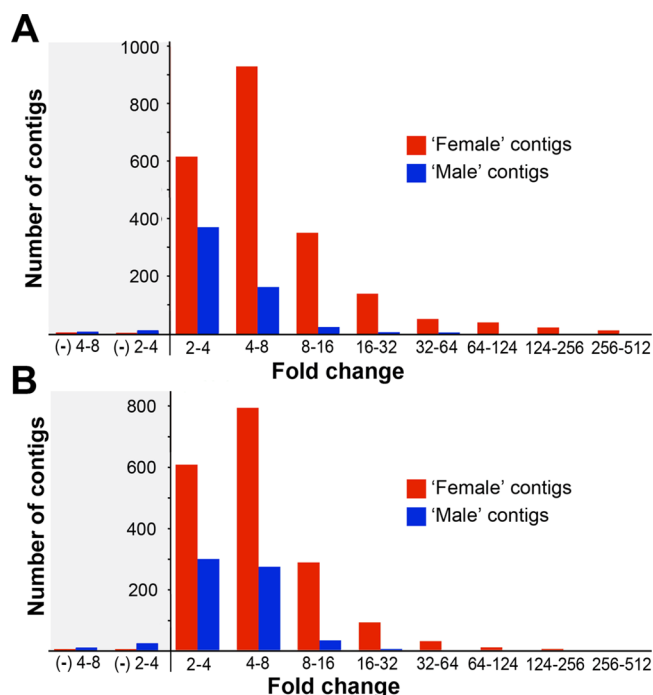 A
Number of contigs
1000
800
600
400
200
'Female' contigs
'Male' contigs
(-) 4-8 (-) 2-4 2-4 4-8 8-16 16-32 32-64 64-124 124-256 256-512
Fold change
B
Number of contigs
800
600
400
200
'Female' contigs
'Male' contigs
(-) 4-8 (-) 2-4 2-4 4-8 8-16 16-32 32-64 64-124 124-256 256-512
Fold change